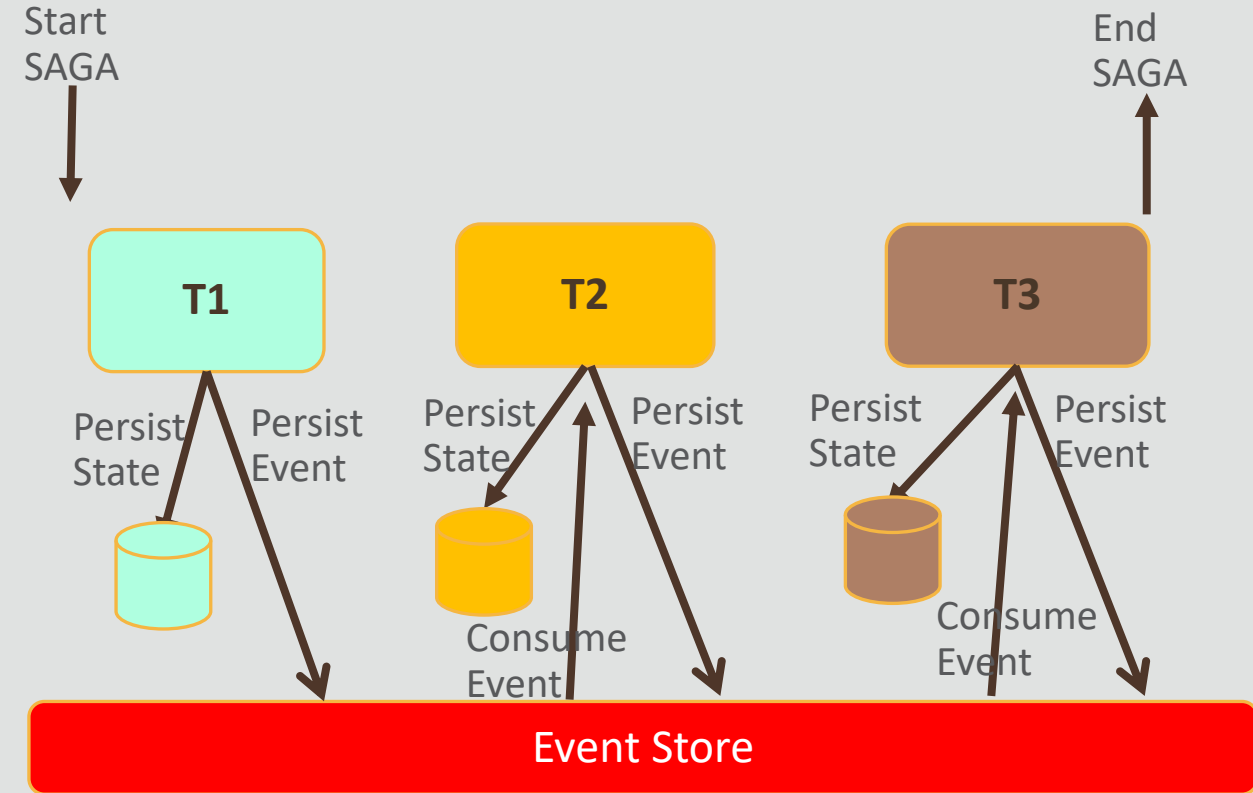 Start
SAGA
End
SAGA
T1
T2
T3
Persist
State
Persist
Event
Persist
State
Persist
Event
Persist
State
Persist
Event
Consume
Event
Consume
Event
Event Store